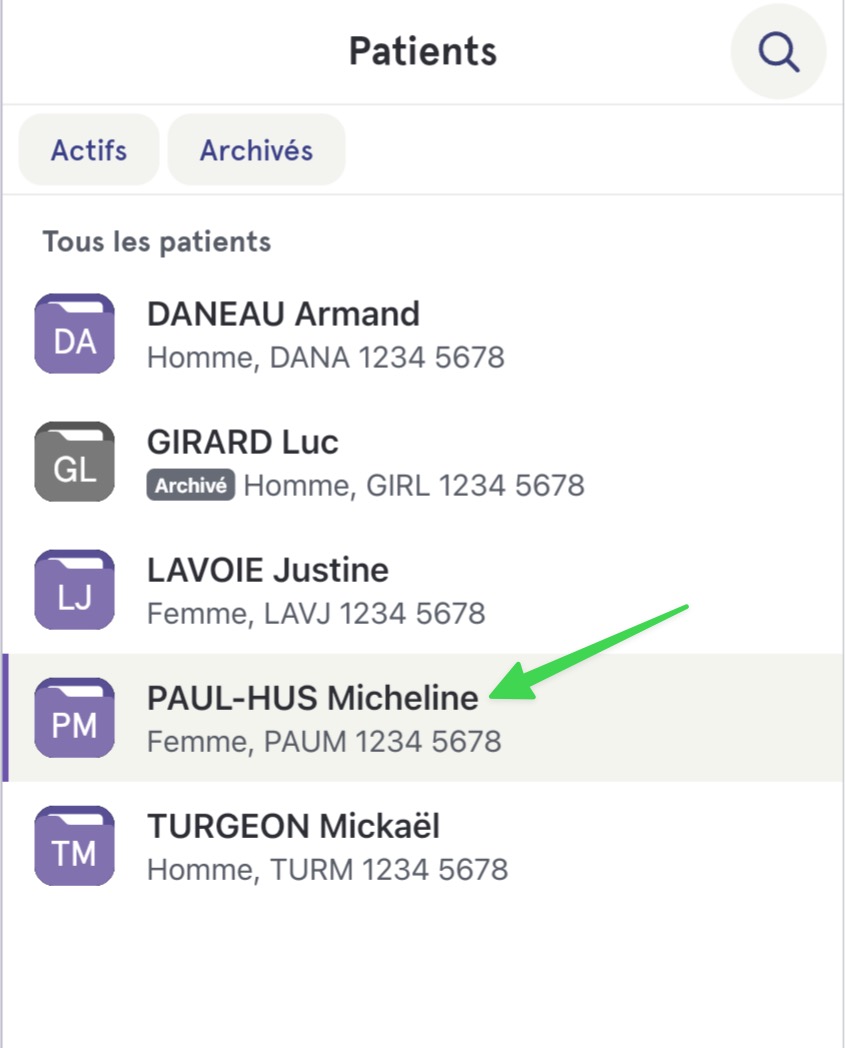 Patients
Actifs
Archivés
Tous les patients
DA
DANEAU Armand
Homme, DANA 1234 5678
GL
GIRARD Luc
Archivé Homme, GIRL 1234 5678
LJ
LAVOIE Justine
Femme, LAVJ 1234 5678
PM
PAUL-HUS Micheline
Femme, PAUM 1234 5678
TM
TURGEON Mickaël
Homme, TURM 1234 5678